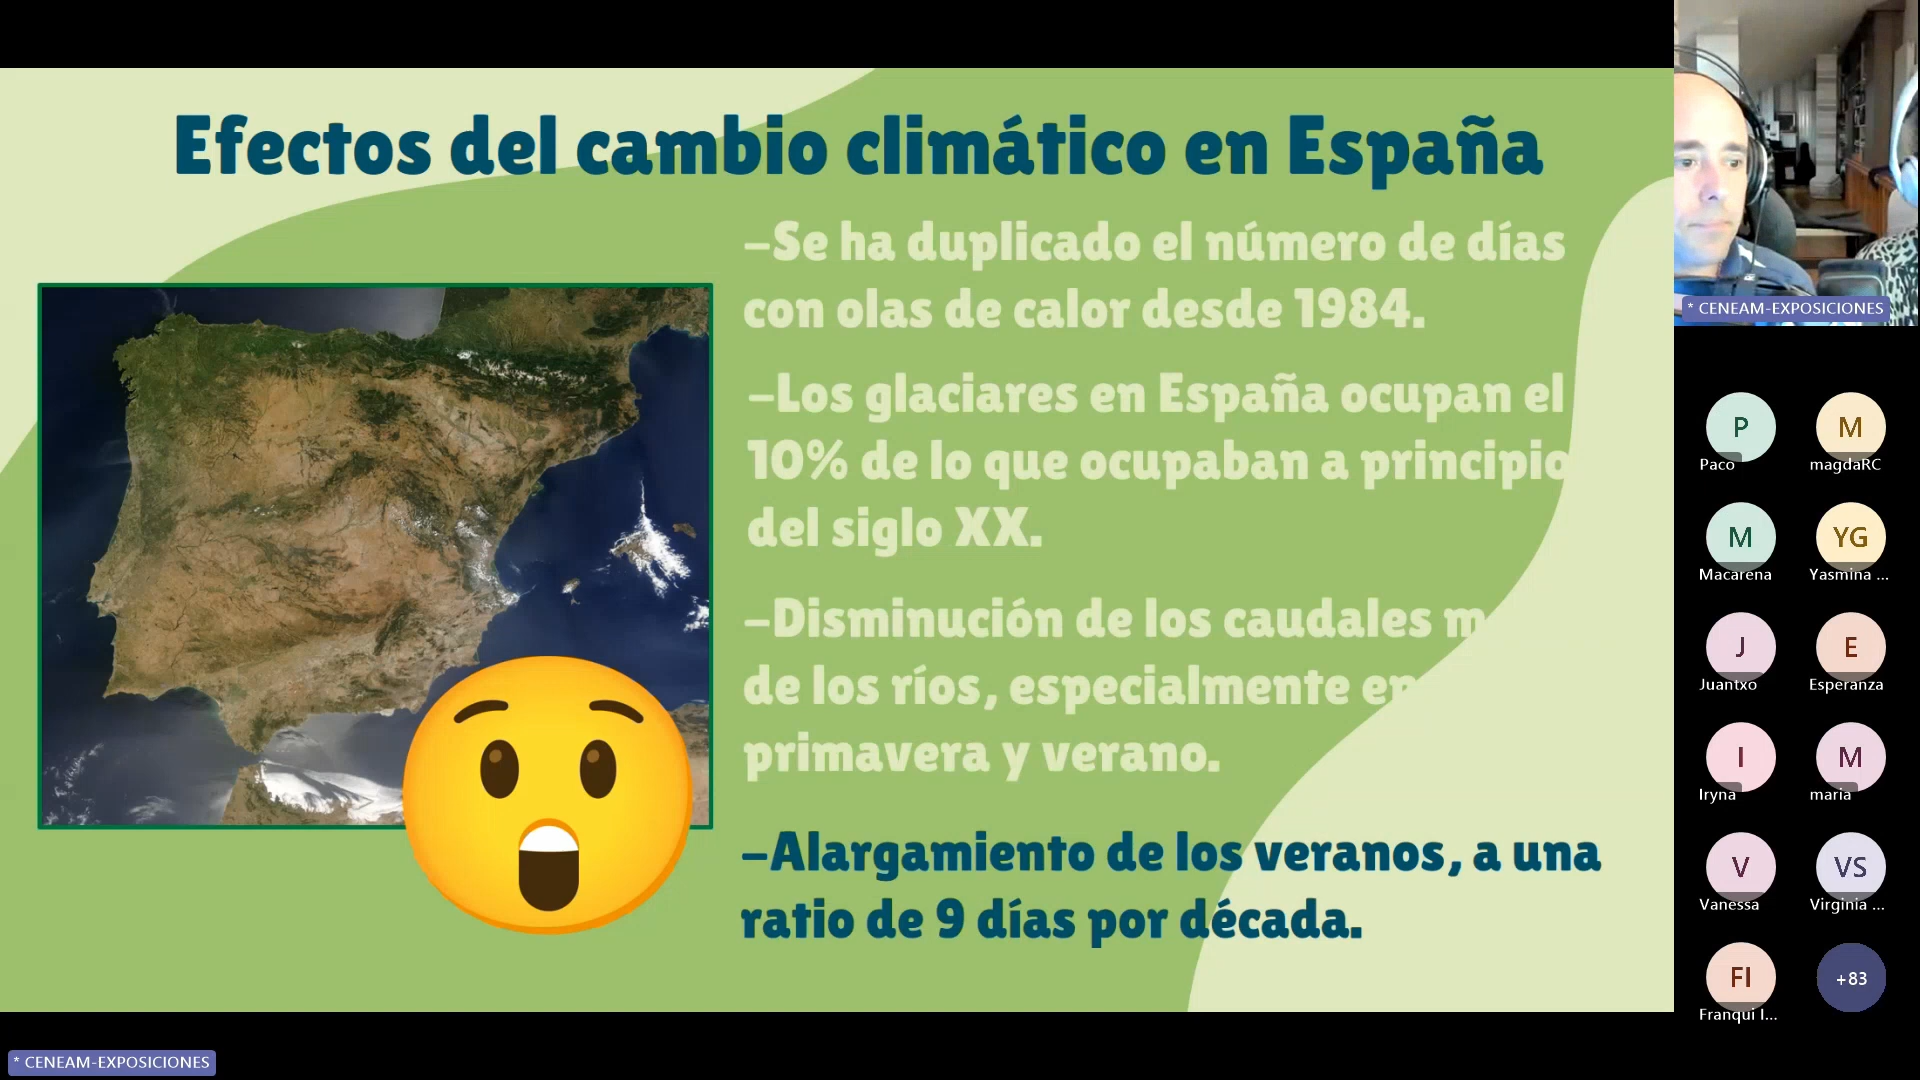 Efectos del cambio climático en España
-Se ha duplicado el número de días
con olas de calor desde 1984.
-Los glaciares en España ocupan el
10% de lo que ocupaban a principio
del siglo XX.
-Disminución de los caudales m
de los ríos, especialmente en
primavera y verano.
-Alargamiento de los veranos, a una
ratio de 9 días por década.
* CENEAM-EXPOSICIONES
P
Paco
M
magdaRC
M
Macarena
YG
Yasmina ...
J
Juantxo
E
Esperanza
I
Iryna
M
maria
V
Vanessa
VS
Virginia ...
FI
Franqui I...
+83
* CENEAM-EXPOSICIONES